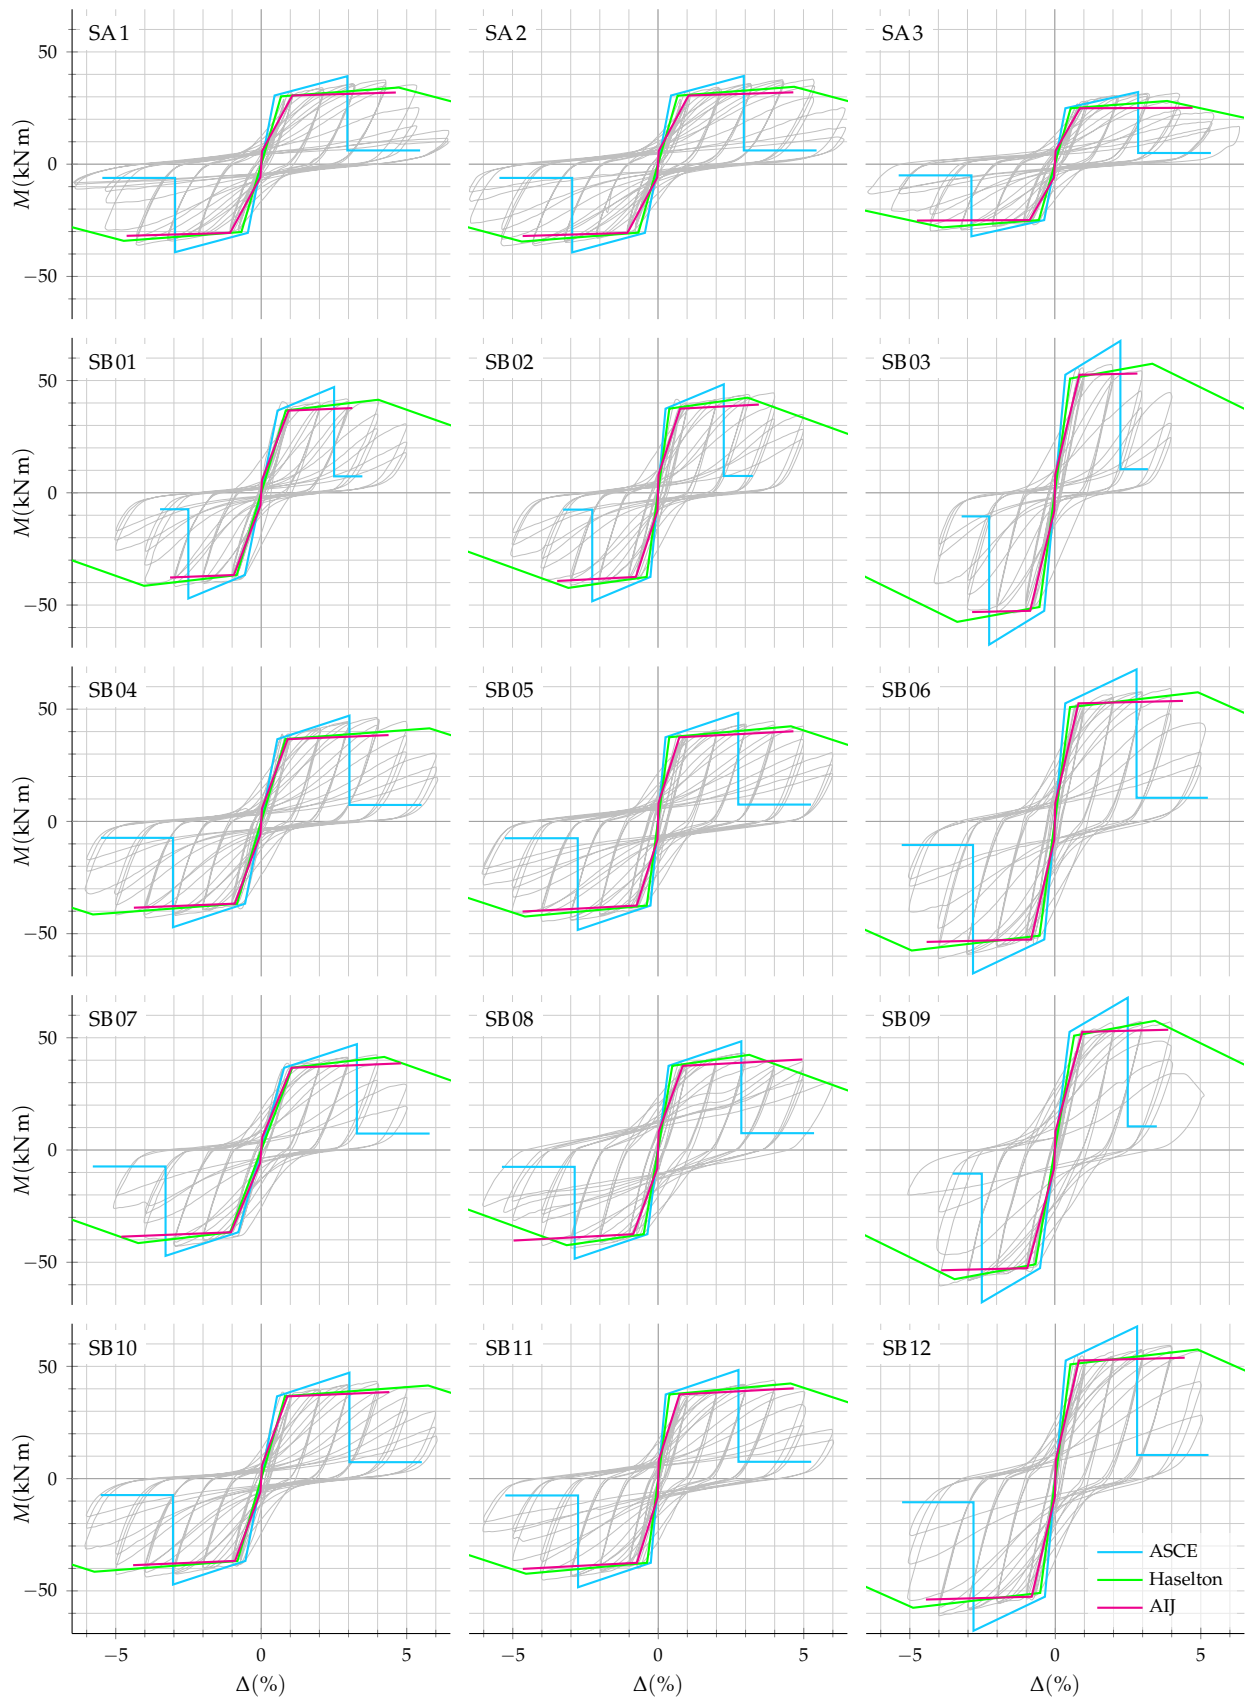 SA 1
SA 2
SA 3
50
0
−50
M(kN m)
SB 01
SB 02
SB 03
50
0
−50
M(kN m)
SB 04
SB 05
SB 06
50
0
−50
M(kN m)
SB 07
SB 08
SB 09
50
0
−50
M(kN m)
SB 10
SB 11
SB 12
50
0
−50
M(kN m)
ASCE
Haselton
AIJ
−5 0 5 −5 0 5 −5 0 5
Δ(%) Δ(%) Δ(%)